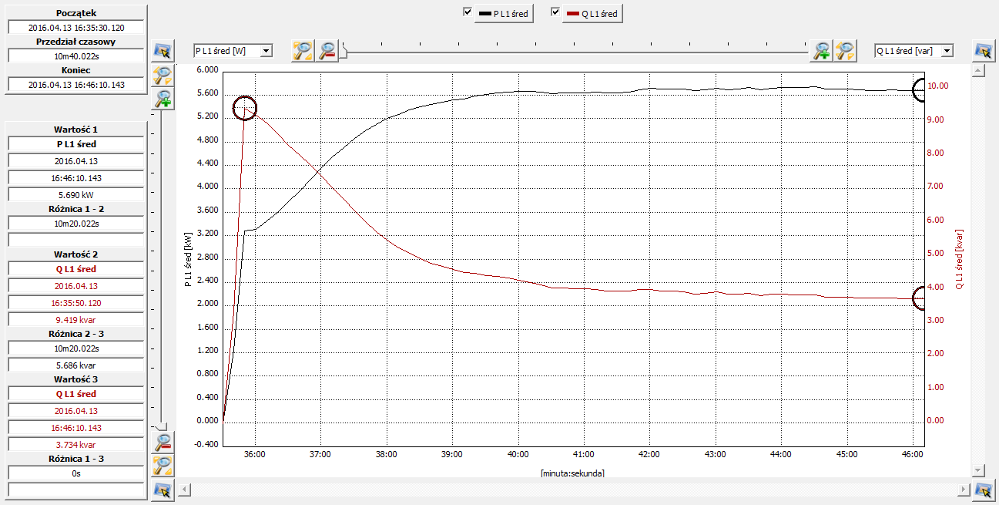 Początek
2016.04.13 16:35:30.120
Przedział czasowy
10m40.022s
Koniec
2016.04.13 16:46:10.143
Wartość 1
P L1 śred
2016.04.13
16:46:10.143
5.690 kW
Różnica 1 - 2
10m20.022s
Wartość 2
Q L1 śred
2016.04.13
16:35:50.120
9.419 kvar
Różnica 2 - 3
10m20.022s
5.686 kvar
Wartość 3
Q L1 śred
2016.04.13
16:46:10.143
3.734 kvar
Różnica 1 - 3
0s
P L1 śred
Q L1 śred
P L1 śred [W]
Q L1 śred [var]
6.000
5.600
5.200
4.800
4.400
4.000
3.600
3.200
2.800
2.400
2.000
1.600
1.200
0.800
0.400
0.000
-0.400
P L1 śred [kW]
10.00
9.00
8.00
7.00
6.00
5.00
4.00
3.00
2.00
1.00
0.00
Q L1 śred [kvar]
36:00
37:00
38:00
39:00
40:00
41:00
42:00
43:00
44:00
45:00
46:00
[minuta:sekunda]